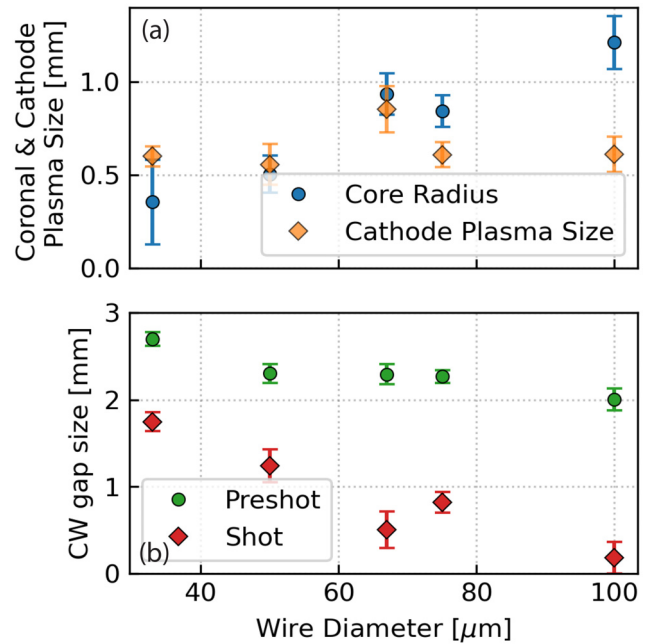 (a)
Coronal & Cathode
Plasma Size [mm]
1.0
0.5
0.0
Core Radius
Cathode Plasma Size
CW gap size [mm]
3
2
1
0
Preshot
Shot
(b)
40 60 80 100
Wire Diameter [μm]